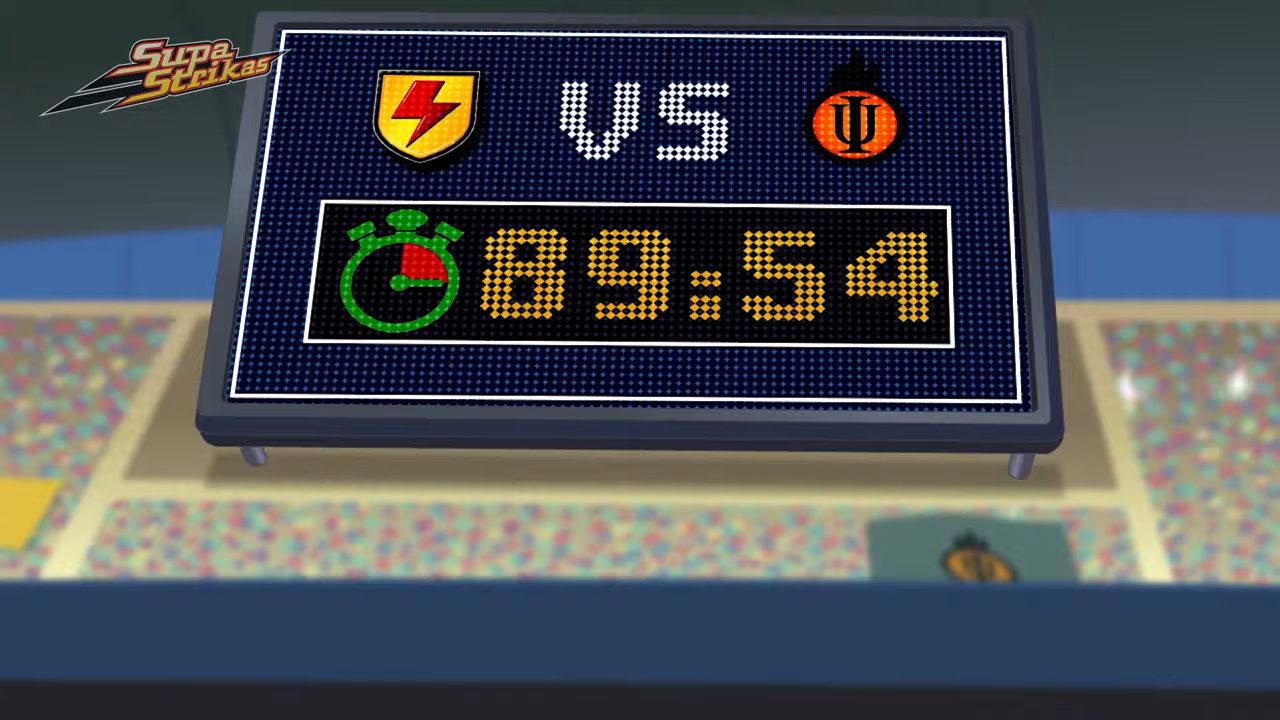 Supa
Strikas
VS
Ψ
89:54
Ψ